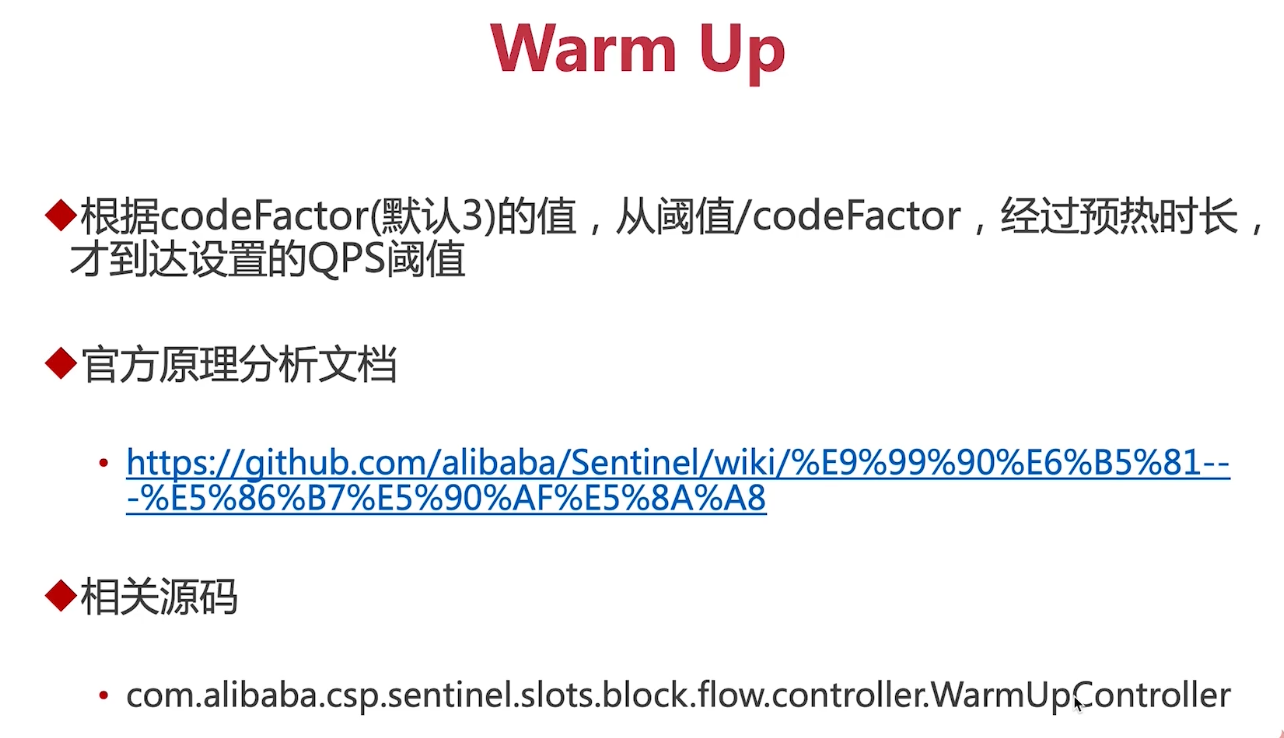 Warm Up
◆根据codeFactor(默认3)的值，从阈值/codeFactor，经过预热时长，
才到达设置的QPS阈值
◆官方原理分析文档
• https://github.com/alibaba/Sentinel/wiki/%E9%99%90%E6%B5%81--
-%E5%86%B7%E5%90%AF%E5%8A%A8
◆相关源码
• com.alibaba.csp.sentinel.slots.block.flow.controller.WarmUpController